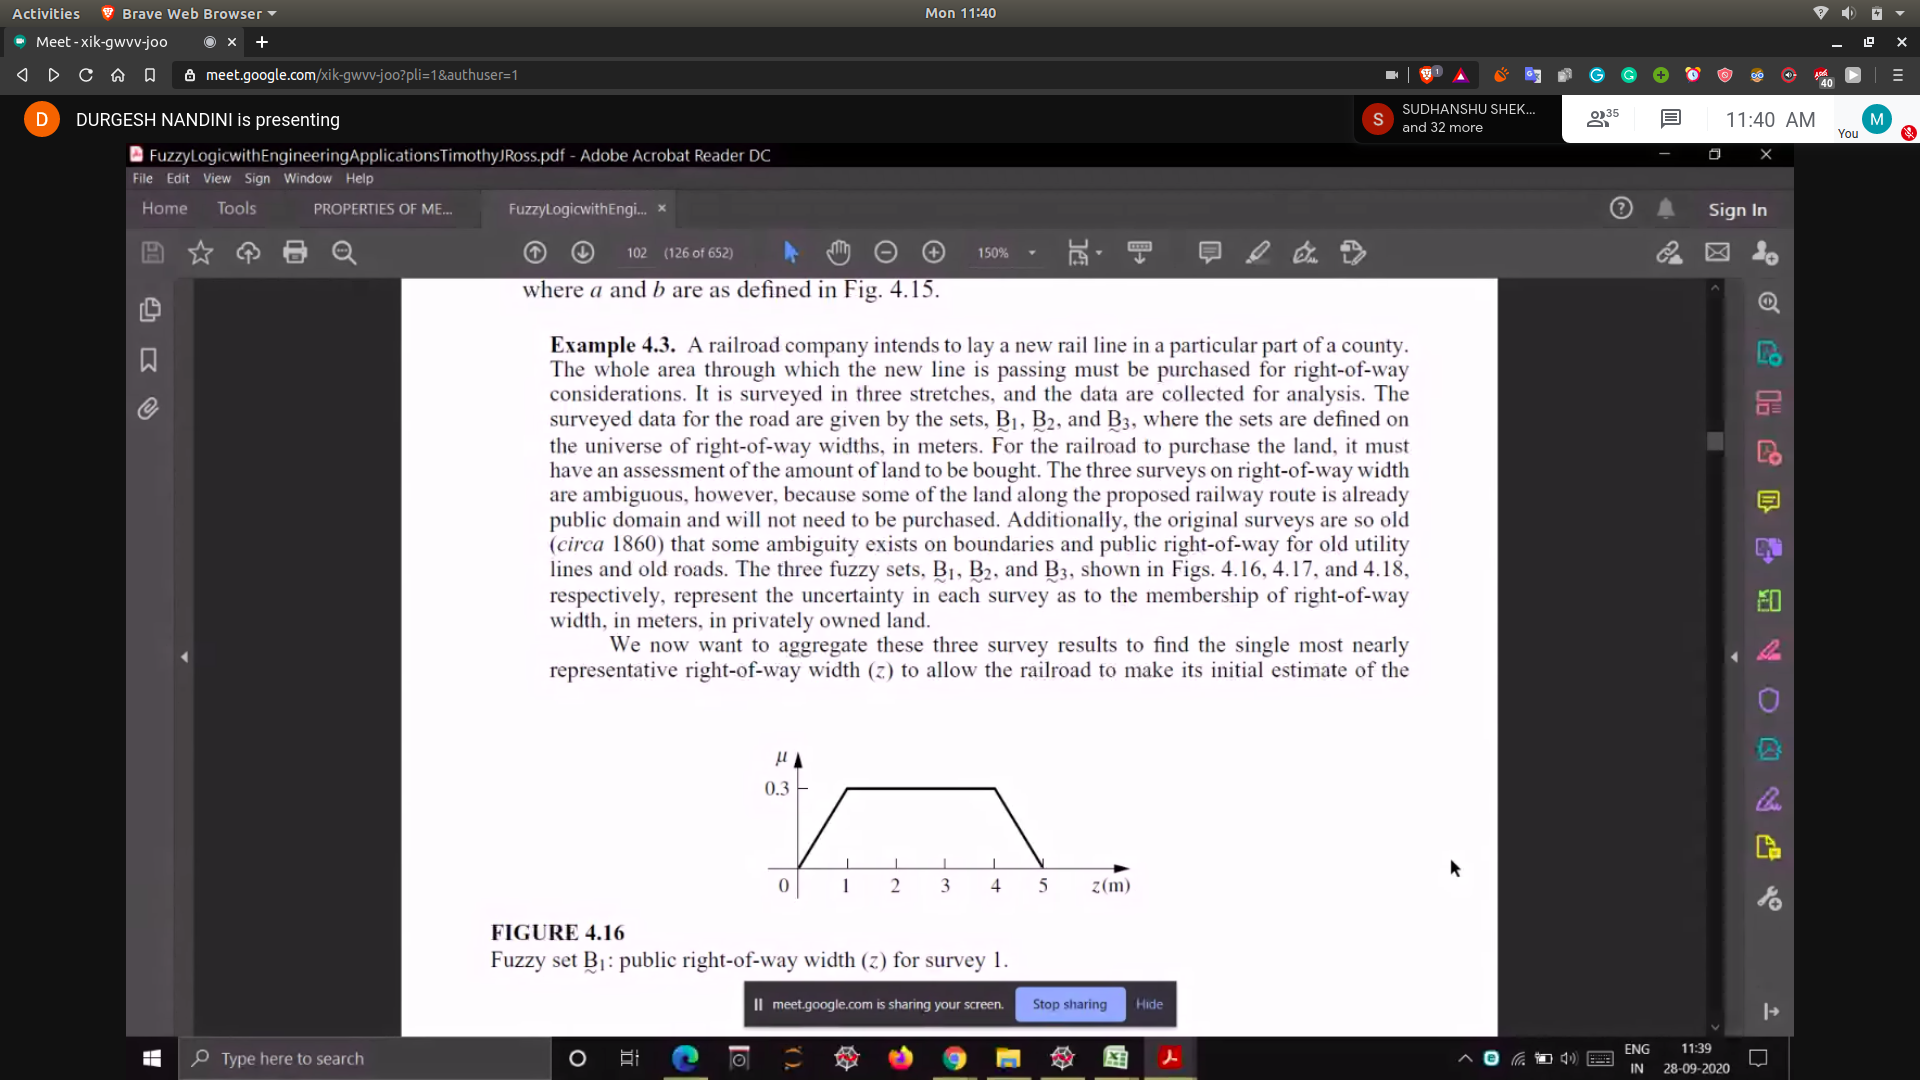 Activities Brave Web Browser Mon 11:40
Meet - xik-gwvv-joo
meet.google.com/xik-gwvv-joo?pli=1&authuser=1 1 40
D DURGESH NANDINI is presenting
S SUDHANSHU SHEK...
and 32 more
35 11:40 AM You M
FuzzyLogicwithEngineeringApplicationsTimothyJRoss.pdf - Adobe Acrobat Reader DC
File Edit View Sign Window Help
Home Tools PROPERTIES OF ME... FuzzyLogicwithEngi... Sign In
102 (126 of 652) 150%
where a and b are as defined in Fig. 4.15.
Example 4.3. A railroad company intends to lay a new rail line in a particular part of a county.
The whole area through which the new line is passing must be purchased for right-of-way
considerations. It is surveyed in three stretches, and the data are collected for analysis. The
surveyed data for the road are given by the sets, B1, B2, and B3, where the sets are defined on
the universe of right-of-way widths, in meters. For the railroad to purchase the land, it must
have an assessment of the amount of land to be bought. The three surveys on right-of-way width
are ambiguous, however, because some of the land along the proposed railway route is already
public domain and will not need to be purchased. Additionally, the original surveys are so old
(circa 1860) that some ambiguity exists on boundaries and public right-of-way for old utility
lines and old roads. The three fuzzy sets, B1, B2, and B3, shown in Figs. 4.16, 4.17, and 4.18,
respectively, represent the uncertainty in each survey as to the membership of right-of-way
width, in meters, in privately owned land.
We now want to aggregate these three survey results to find the single most nearly
representative right-of-way width (z) to allow the railroad to make its initial estimate of the
μ
0.3
0 1 2 3 4 5 z(m)
FIGURE 4.16
Fuzzy set B1: public right-of-way width (z) for survey 1.
meet.google.com is sharing your screen. Stop sharing Hide
Type here to search
ENG
IN
11:39
28-09-2020